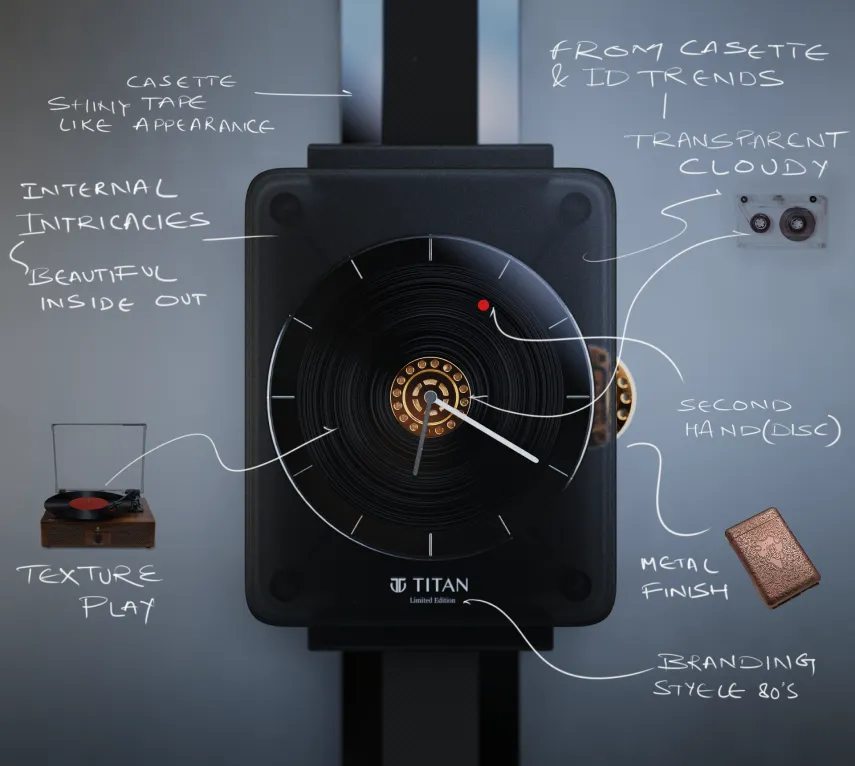 CASETTE
SHINY TAPE
LIKE APPEARANCE
FROM CASETTE
& ID TRENDS
TRANSPARENT
CLOUDY
INTERNAL
INTRICACIES
BEAUTIFUL
INSIDE OUT
SECOND
HAND(DISC)
TEXTURE
PLAY
METAL
FINISH
TITAN
Limited Edition
BRANDING
STYELE 80'S